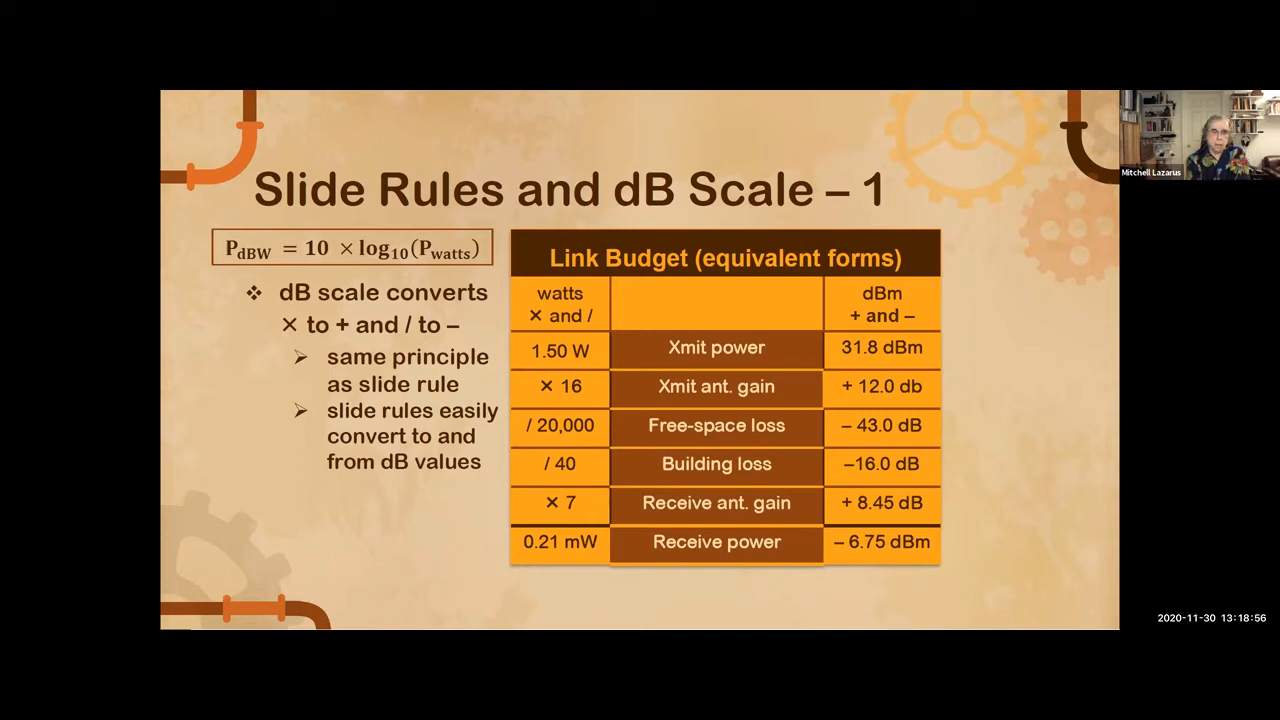 Slide Rules and dB Scale – 1
P_dBW = 10 × log₁₀(P_watts)
❖ dB scale converts
× to + and / to –
➢ same principle
as slide rule
➢ slide rules easily
convert to and
from dB values
Link Budget (equivalent forms)
watts
× and /
dBm
+ and –
1.50 W Xmit power 31.8 dBm
× 16 Xmit ant. gain + 12.0 db
/ 20,000 Free-space loss – 43.0 dB
/ 40 Building loss –16.0 dB
× 7 Receive ant. gain + 8.45 dB
0.21 mW Receive power – 6.75 dBm
Mitchell Lazarus
2020-11-30 13:18:56